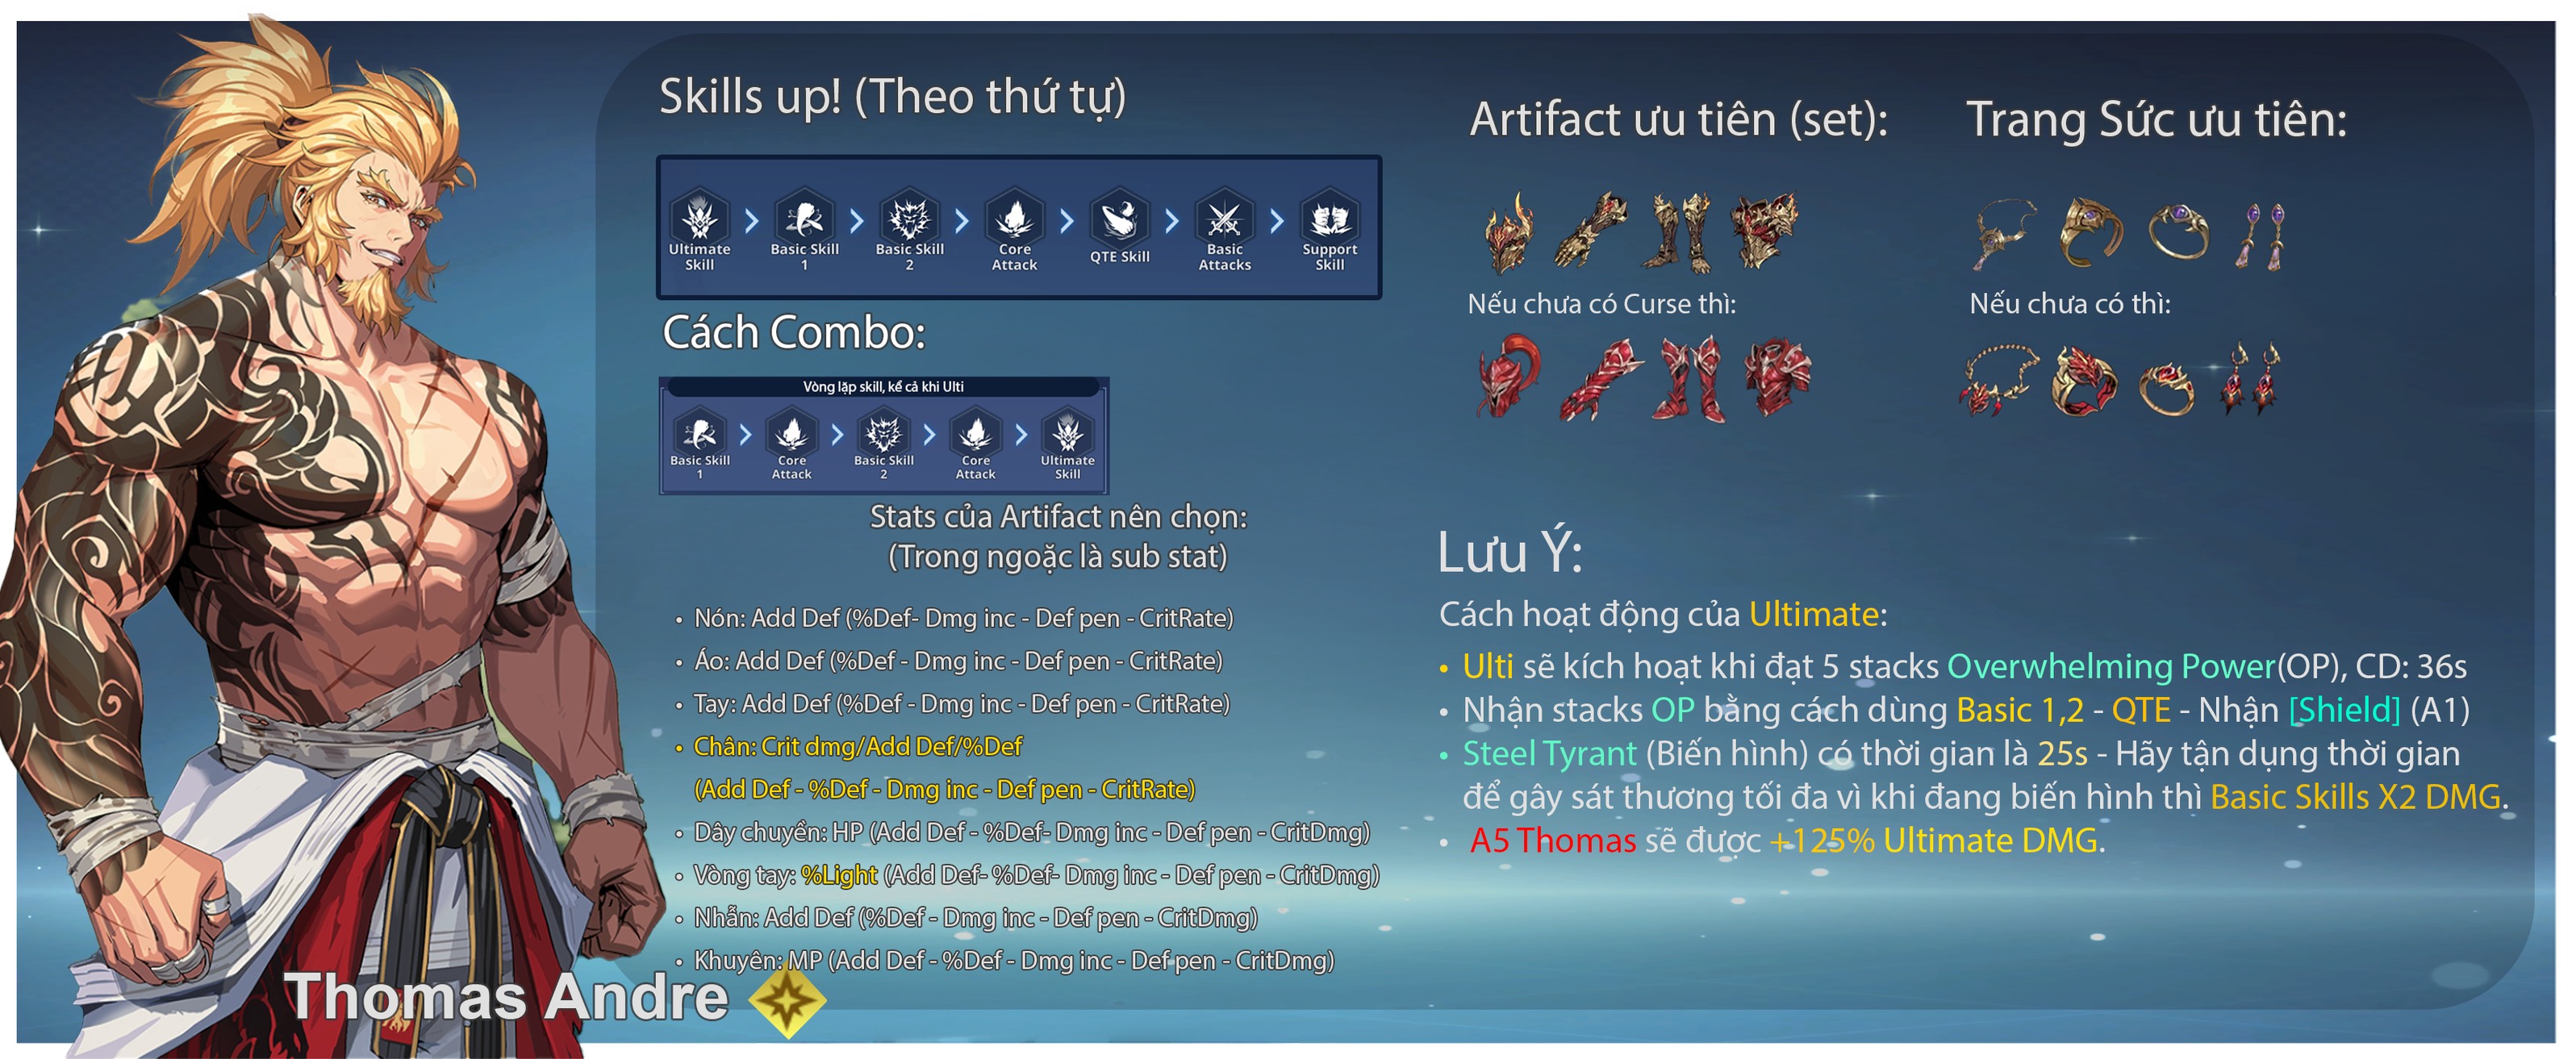 Skills up! (Theo thứ tự)
Ultimate Skill
Basic Skill 1
Basic Skill 2
Core Attack
QTE Skill
Basic Attacks
Support Skill
Cách Combo:
Vòng lặp skill, kể cả khi Ulti
Basic Skill 1
Core Attack
Basic Skill 2
Core Attack
Ultimate Skill
Stats của Artifact nên chọn:
(Trong ngoặc là sub stat)
• Nón: Add Def (%Def- Dmg inc - Def pen - CritRate)
• Áo: Add Def (%Def - Dmg inc - Def pen - CritRate)
• Tay: Add Def (%Def - Dmg inc - Def pen - CritRate)
• Chân: Crit dmg/Add Def/%Def
(Add Def - %Def - Dmg inc - Def pen - CritRate)
• Dây chuyền: HP (Add Def - %Def- Dmg inc - Def pen - CritDmg)
• Vòng tay: %Light (Add Def- %Def- Dmg inc - Def pen - CritDmg)
• Nhẫn: Add Def (%Def - Dmg inc - Def pen - CritDmg)
• Khuyên: MP (Add Def - %Def - Dmg inc - Def pen - CritDmg)
Thomas Andre
Artifact ưu tiên (set):
Nếu chưa có Curse thì:
Trang Sức ưu tiên:
Nếu chưa có thì:
Lưu Ý:
Cách hoạt động của Ultimate:
• Ulti sẽ kích hoạt khi đạt 5 stacks Overwhelming Power(OP), CD: 36s
• Nhận stacks OP bằng cách dùng Basic 1,2 - QTE - Nhận [Shield] (A1)
• Steel Tyrant (Biến hình) có thời gian là 25s - Hãy tận dụng thời gian
để gây sát thương tối đa vì khi đang biến hình thì Basic Skills X2 DMG.
• A5 Thomas sẽ được +125% Ultimate DMG.